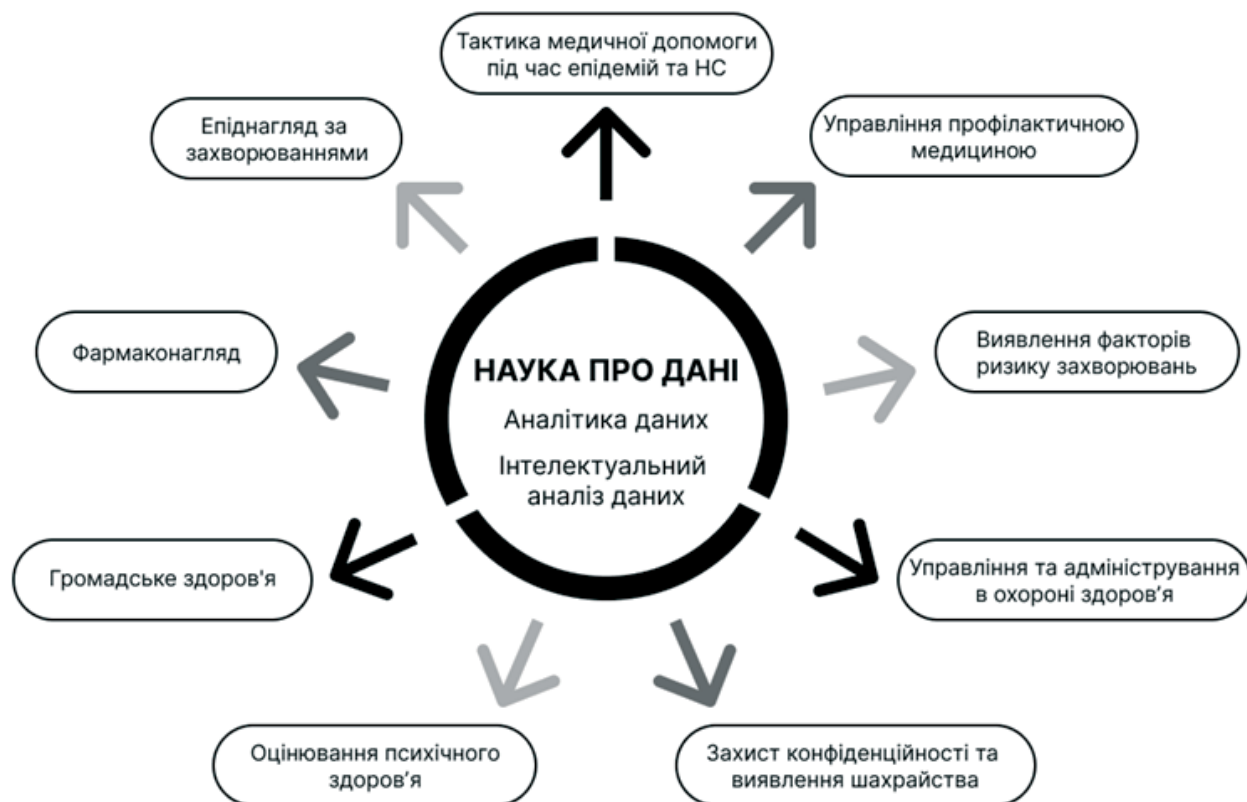 Тактика медичної допомоги
під час епідемій та НС
Епіднагляд за
захворюваннями
Управління профілактичною
медициною
Фармаконагляд
НАУКА ПРО ДАНІ
Аналітика даних
Інтелектуальний
аналіз даних
Виявлення факторів
ризику захворювань
Громадське здоров'я
Управління та адміністрування
в охороні здоров’я
Оцінювання психічного
здоров’я
Захист конфіденційності та
виявлення шахрайства